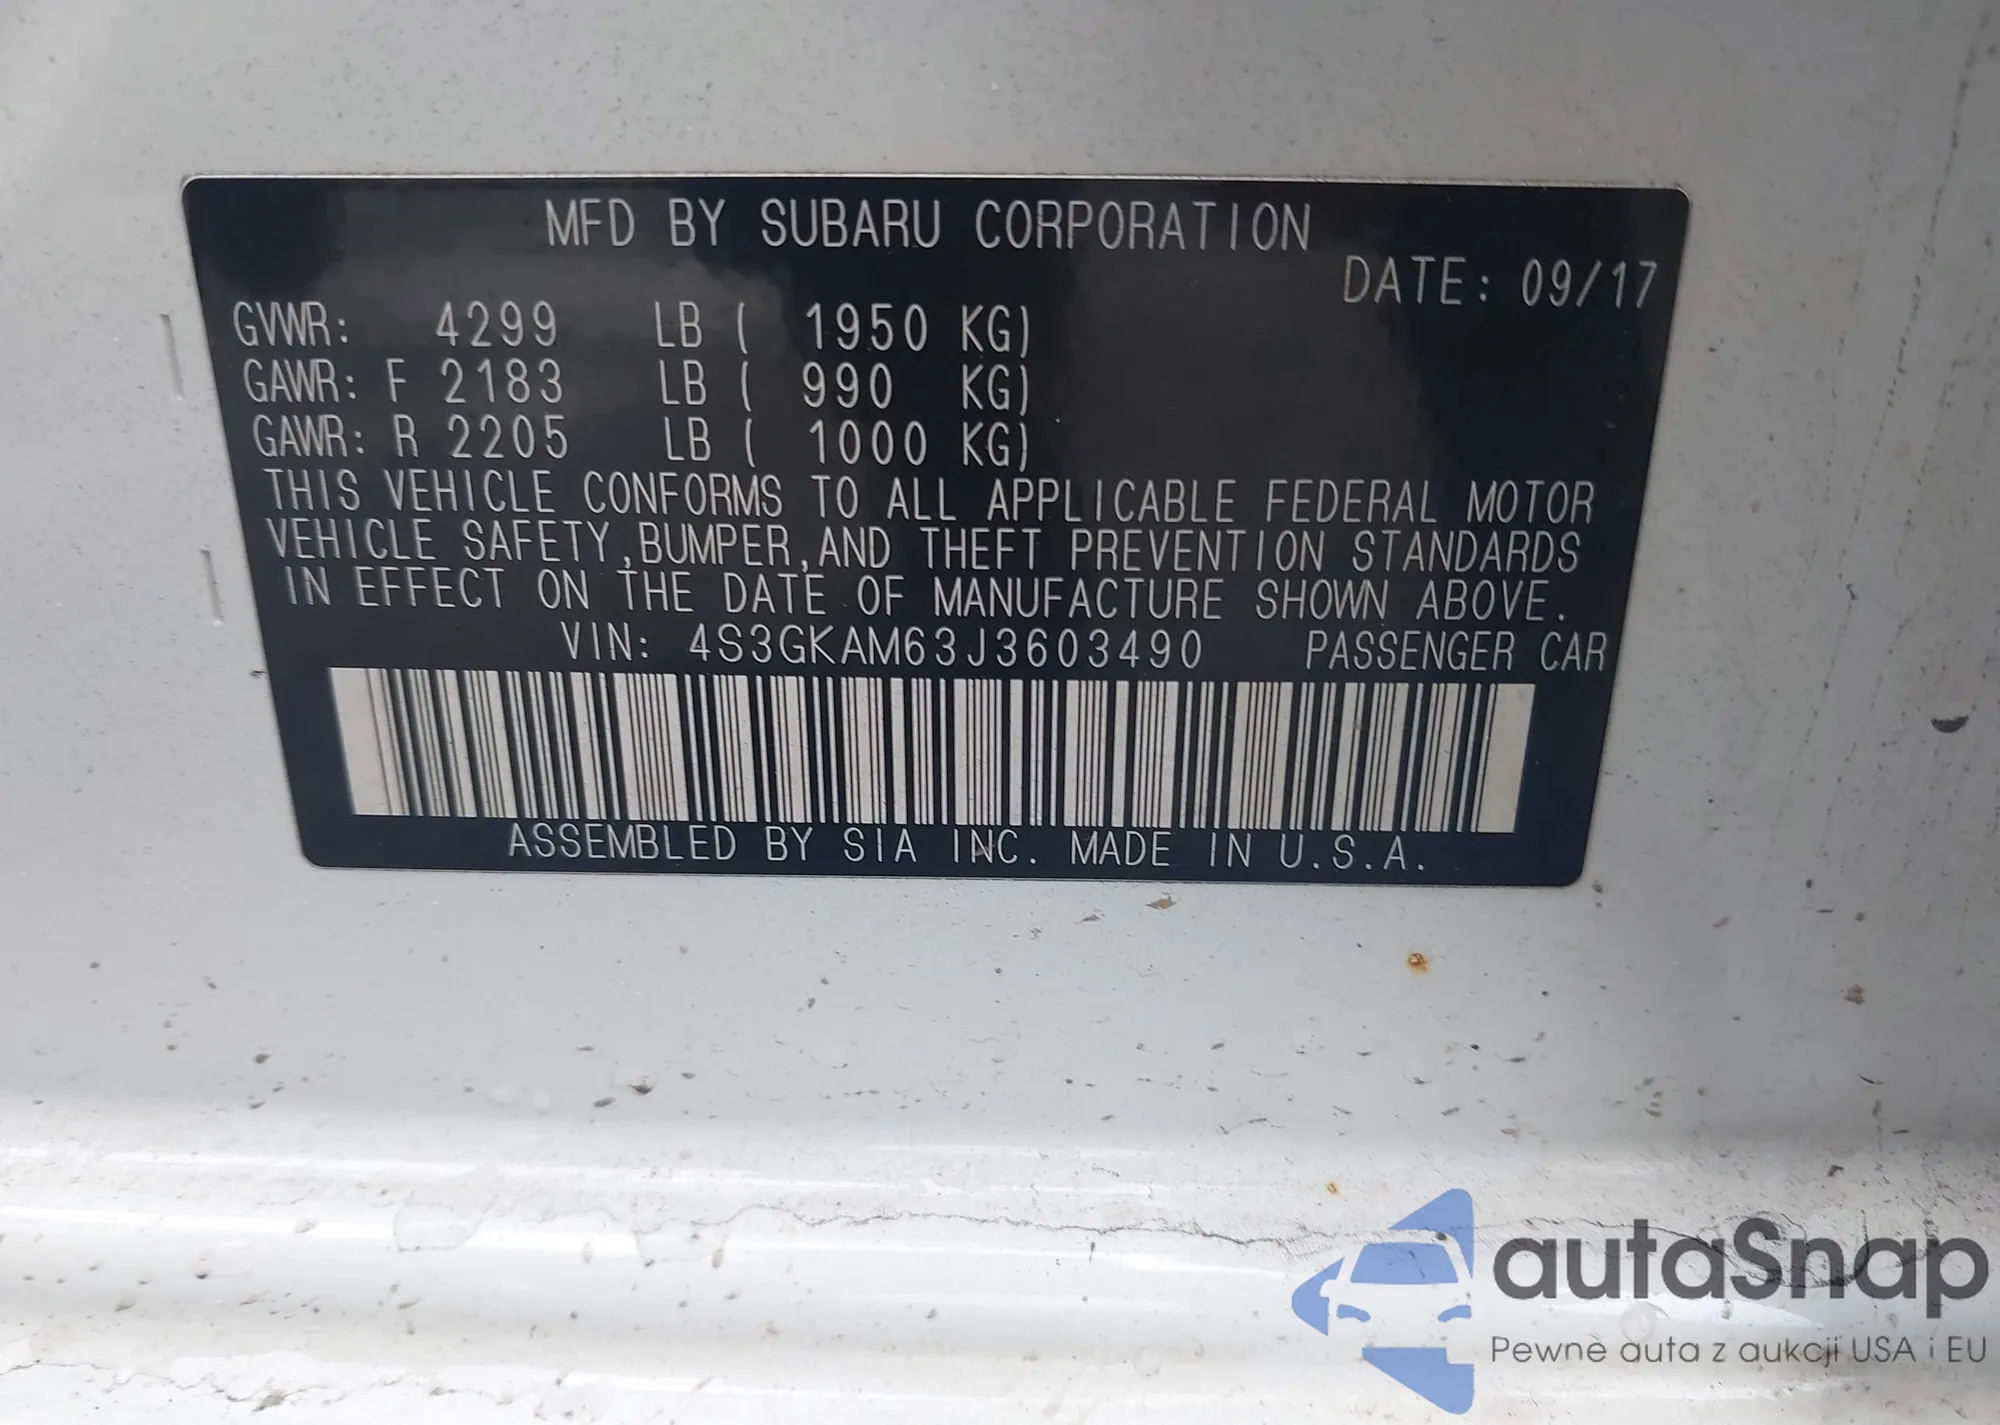 MFD BY SUBARU CORPORATION
DATE: 09/17
GVWR: 4299 LB ( 1950 KG)
GAWR: F 2183 LB ( 990 KG)
GAWR: R 2205 LB ( 1000 KG)
THIS VEHICLE CONFORMS TO ALL APPLICABLE FEDERAL MOTOR
VEHICLE SAFETY,BUMPER,AND THEFT PREVENTION STANDARDS
IN EFFECT ON THE DATE OF MANUFACTURE SHOWN ABOVE.
VIN: 4S3GKAM63J3603490 PASSENGER CAR
ASSEMBLED BY SIA INC. MADE IN U.S.A.
autaSnap
Pewne auta z aukcji USA i EU